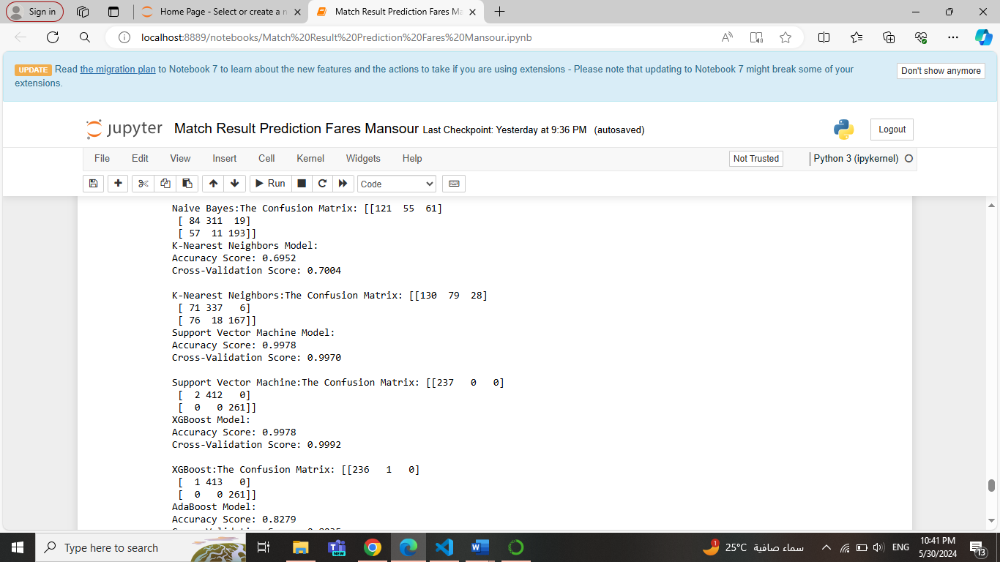 Sign in
Home Page - Select or create a n
Match Result Prediction Fares Ma
localhost:8889/notebooks/Match%20Result%20Prediction%20Fares%20Mansour.ipynb
UPDATE Read the migration plan to Notebook 7 to learn about the new features and the actions to take if you are using extensions - Please note that updating to Notebook 7 might break some of your
extensions.
Don't show anymore
jupyter Match Result Prediction Fares Mansour Last Checkpoint: Yesterday at 9:36 PM (autosaved)
Logout
File Edit View Insert Cell Kernel Widgets Help Not Trusted Python 3 (ipykernel)
Run Code
Naive Bayes:The Confusion Matrix: [[121  55  61]
[ 84 311  19]
[ 57  11 193]]
K-Nearest Neighbors Model:
Accuracy Score: 0.6952
Cross-Validation Score: 0.7004
K-Nearest Neighbors:The Confusion Matrix: [[130  79  28]
[ 71 337   6]
[ 76  18 167]]
Support Vector Machine Model:
Accuracy Score: 0.9978
Cross-Validation Score: 0.9970
Support Vector Machine:The Confusion Matrix: [[237   0   0]
[  2 412   0]
[  0   0 261]]
XGBoost Model:
Accuracy Score: 0.9978
Cross-Validation Score: 0.9992
XGBoost:The Confusion Matrix: [[236   1   0]
[  1 413   0]
[  0   0 261]]
AdaBoost Model:
Accuracy Score: 0.8279
Type here to search
NEW
1
25°C سماء صافية
ENG
10:41 PM
5/30/2024
13